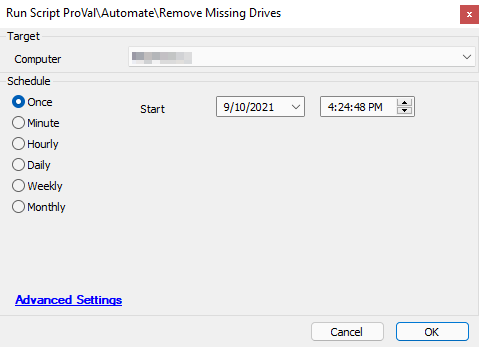 Run Script ProVal\Automate\Remove Missing Drives
x
Target
Computer
Schedule
Once
Start
9/10/2021
4:24:48 PM
Minute
Hourly
Daily
Weekly
Monthly
Advanced Settings
Cancel
OK